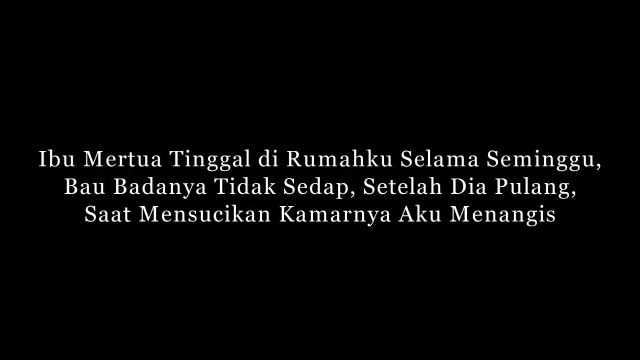 Ibu Mertua Tinggal di Rumahku Selama Seminggu,
Bau Badanya Tidak Sedap, Setelah Dia Pulang,
Saat Mensucikan Kamarnya Aku Menangis